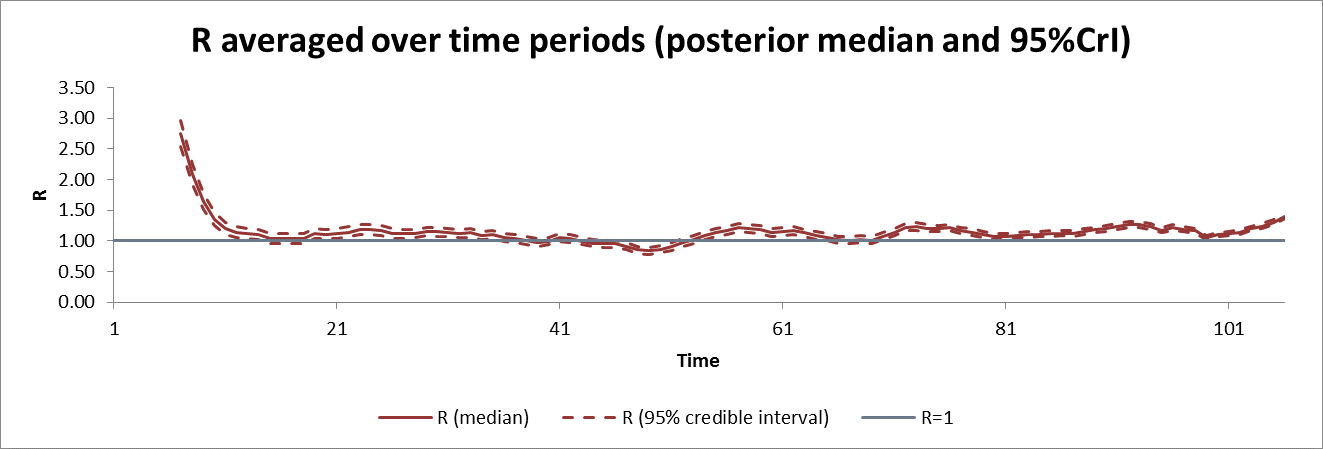 R averaged over time periods (posterior median and 95%CrI)
3.50
3.00
2.50
2.00
1.50
1.00
0.50
0.00
R
1 21 41 61 81 101
Time
R (median) R (95% credible interval) R=1